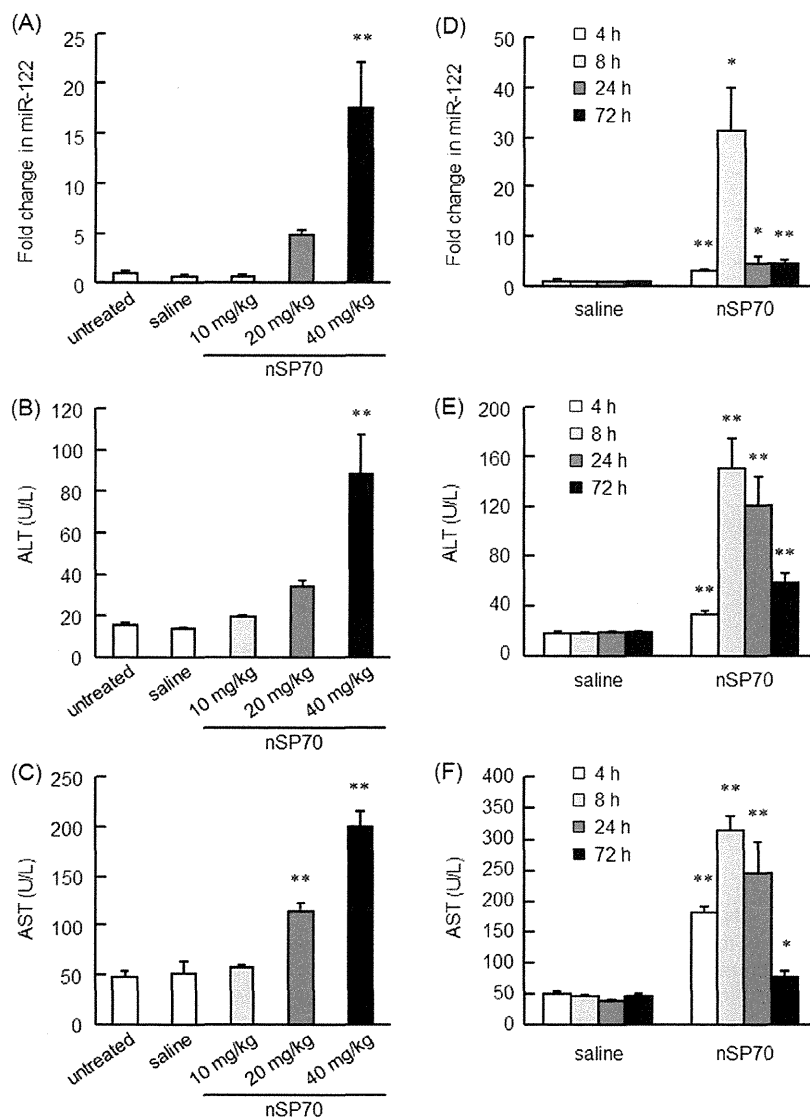 (A)
Fold change in miR-122
25
20
15
10
5
0
**
untreated
saline
10 mg/kg
20 mg/kg
40 mg/kg
nSP70
(B)
ALT (U/L)
120
100
80
60
40
20
0
**
untreated
saline
10 mg/kg
20 mg/kg
40 mg/kg
nSP70
(C)
AST (U/L)
250
200
150
100
50
0
**
**
untreated
saline
10 mg/kg
20 mg/kg
40 mg/kg
nSP70
(D)
Fold change in miR-122
50
40
30
20
10
0
4 h
8 h
24 h
72 h
**
*
*
**
saline
nSP70
(E)
ALT (U/L)
200
160
120
80
40
0
4 h
8 h
24 h
72 h
**
**
**
**
saline
nSP70
(F)
AST (U/L)
400
350
300
250
200
150
100
50
0
4 h
8 h
24 h
72 h
**
**
**
*
saline
nSP70